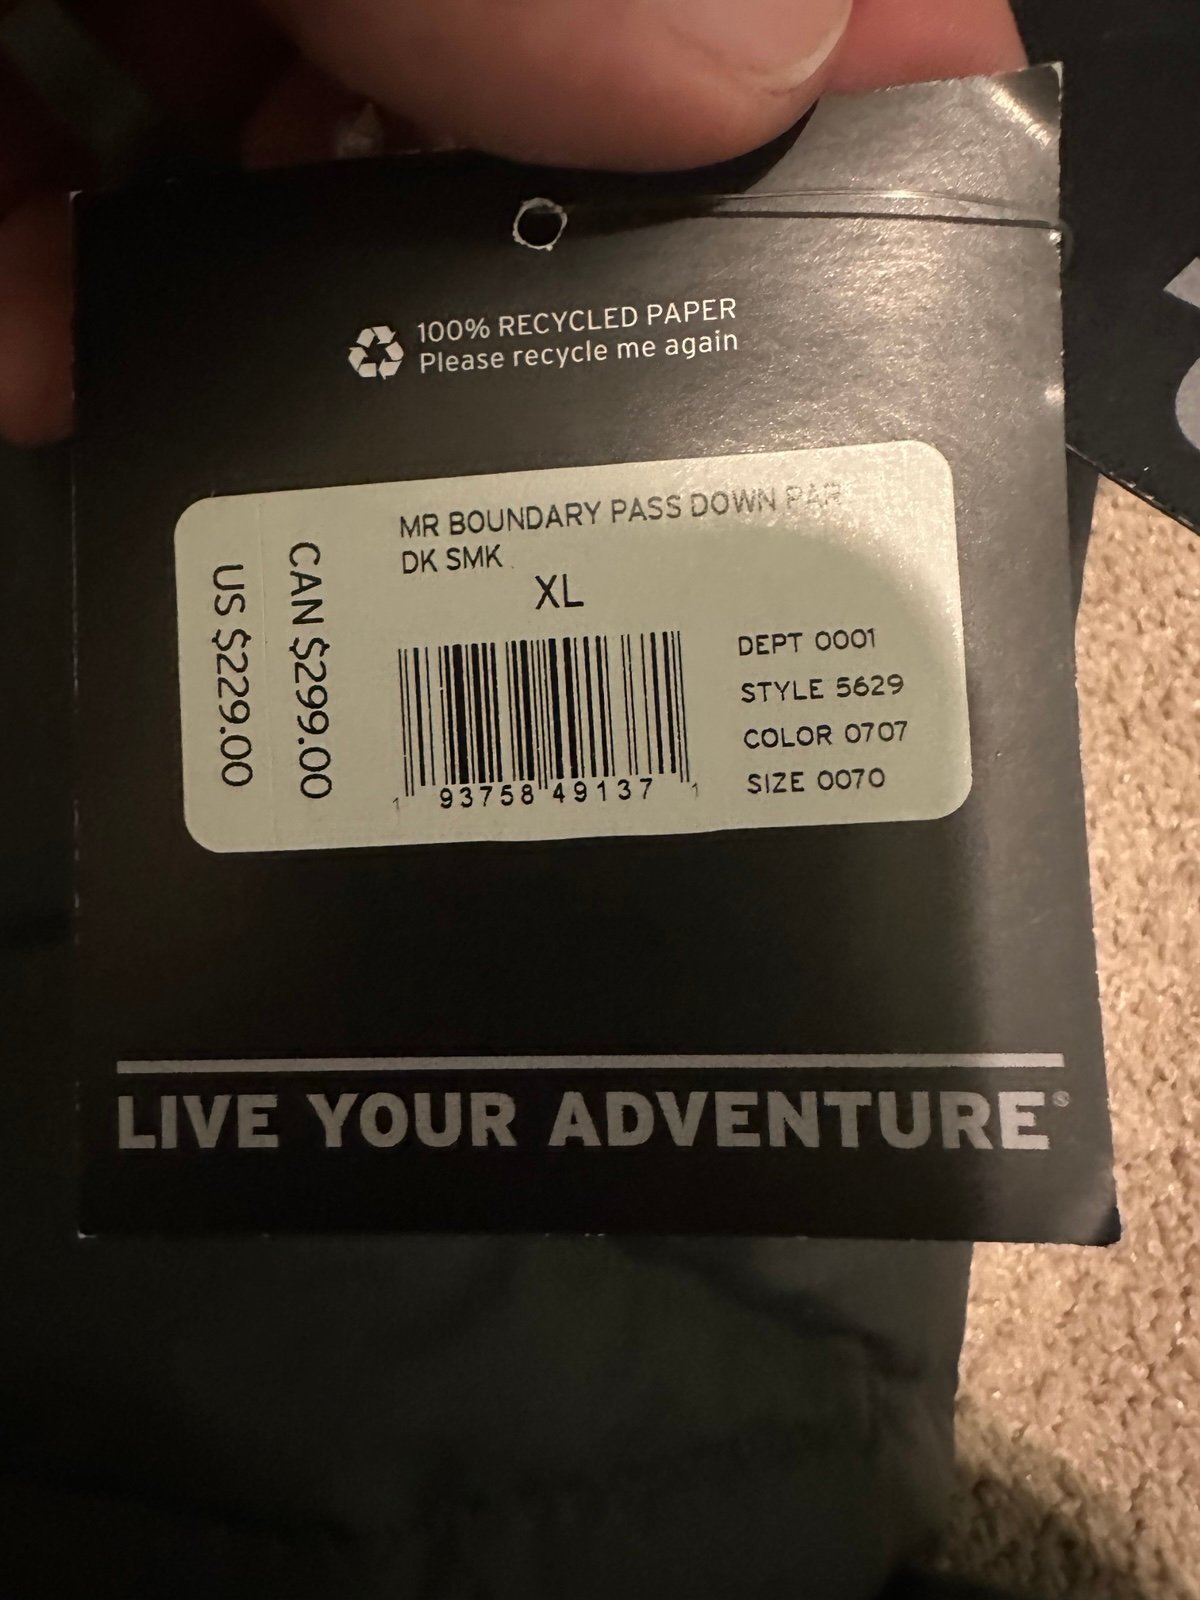 100% RECYCLED PAPER
Please recycle me again
MR BOUNDARY PASS DOWN PAR
DK SMK
XL
CAN $299.00
US $229.00
1 93758 49137 1
DEPT 0001
STYLE 5629
COLOR 0707
SIZE 0070
LIVE YOUR ADVENTURE®